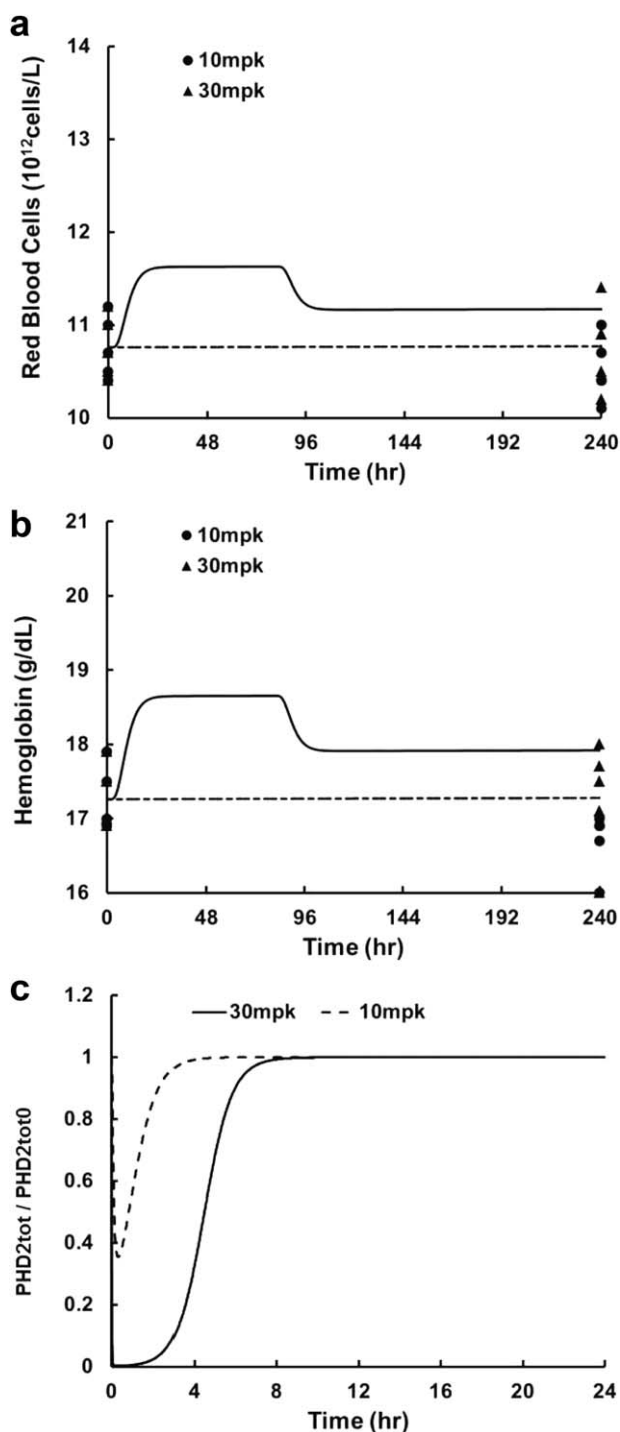 a
Red Blood Cells (10¹²cells/L)
14
13
12
11
10
10mpk
30mpk
0 48 96 144 192 240
Time (hr)
b
Hemoglobin (g/dL)
21
20
19
18
17
16
10mpk
30mpk
0 48 96 144 192 240
Time (hr)
c
PHD2tot / PHD2tot0
1.2
1
0.8
0.6
0.4
0.2
0
30mpk 10mpk
0 4 8 12 16 20 24
Time (hr)